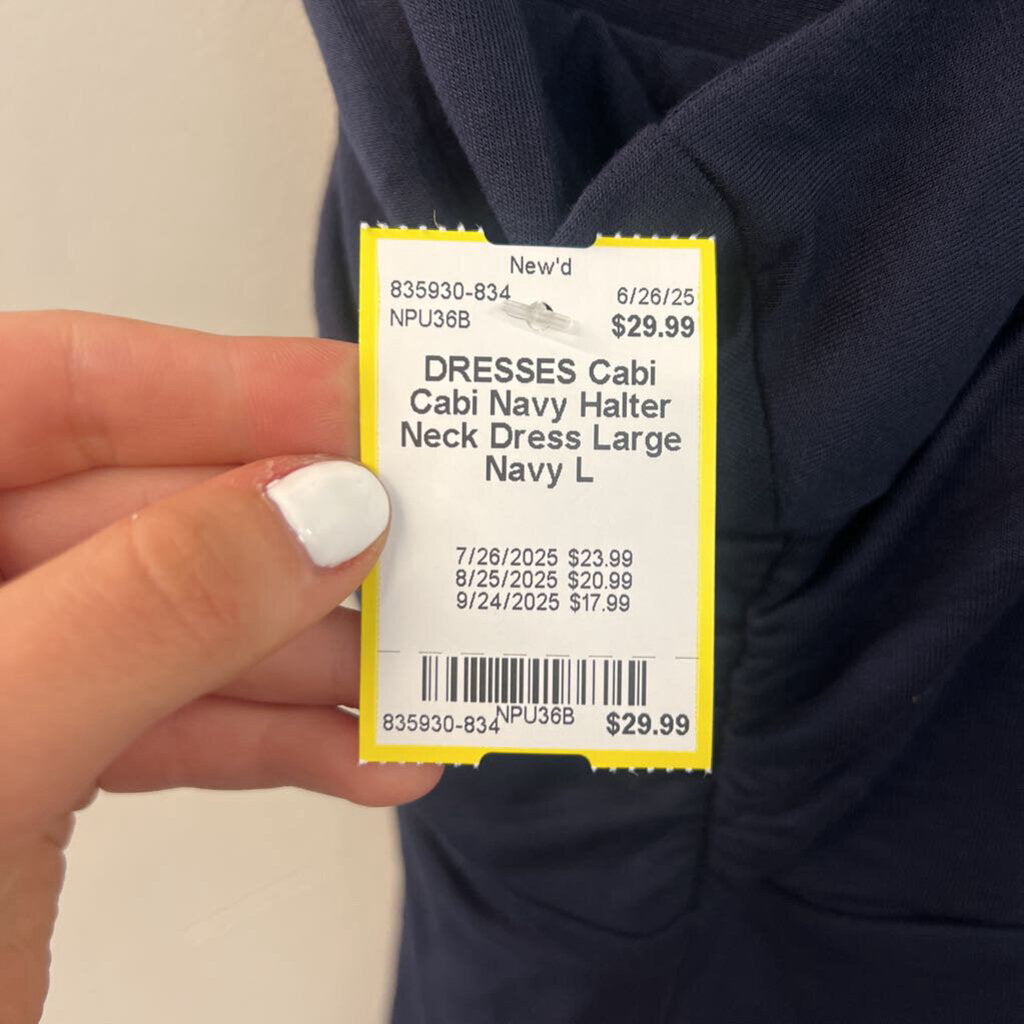 New'd
835930-834 6/26/25
NPU36B $29.99
DRESSES Cabi
Cabi Navy Halter
Neck Dress Large
Navy L
7/26/2025 $23.99
8/25/2025 $20.99
9/24/2025 $17.99
835930-834 NPU36B $29.99